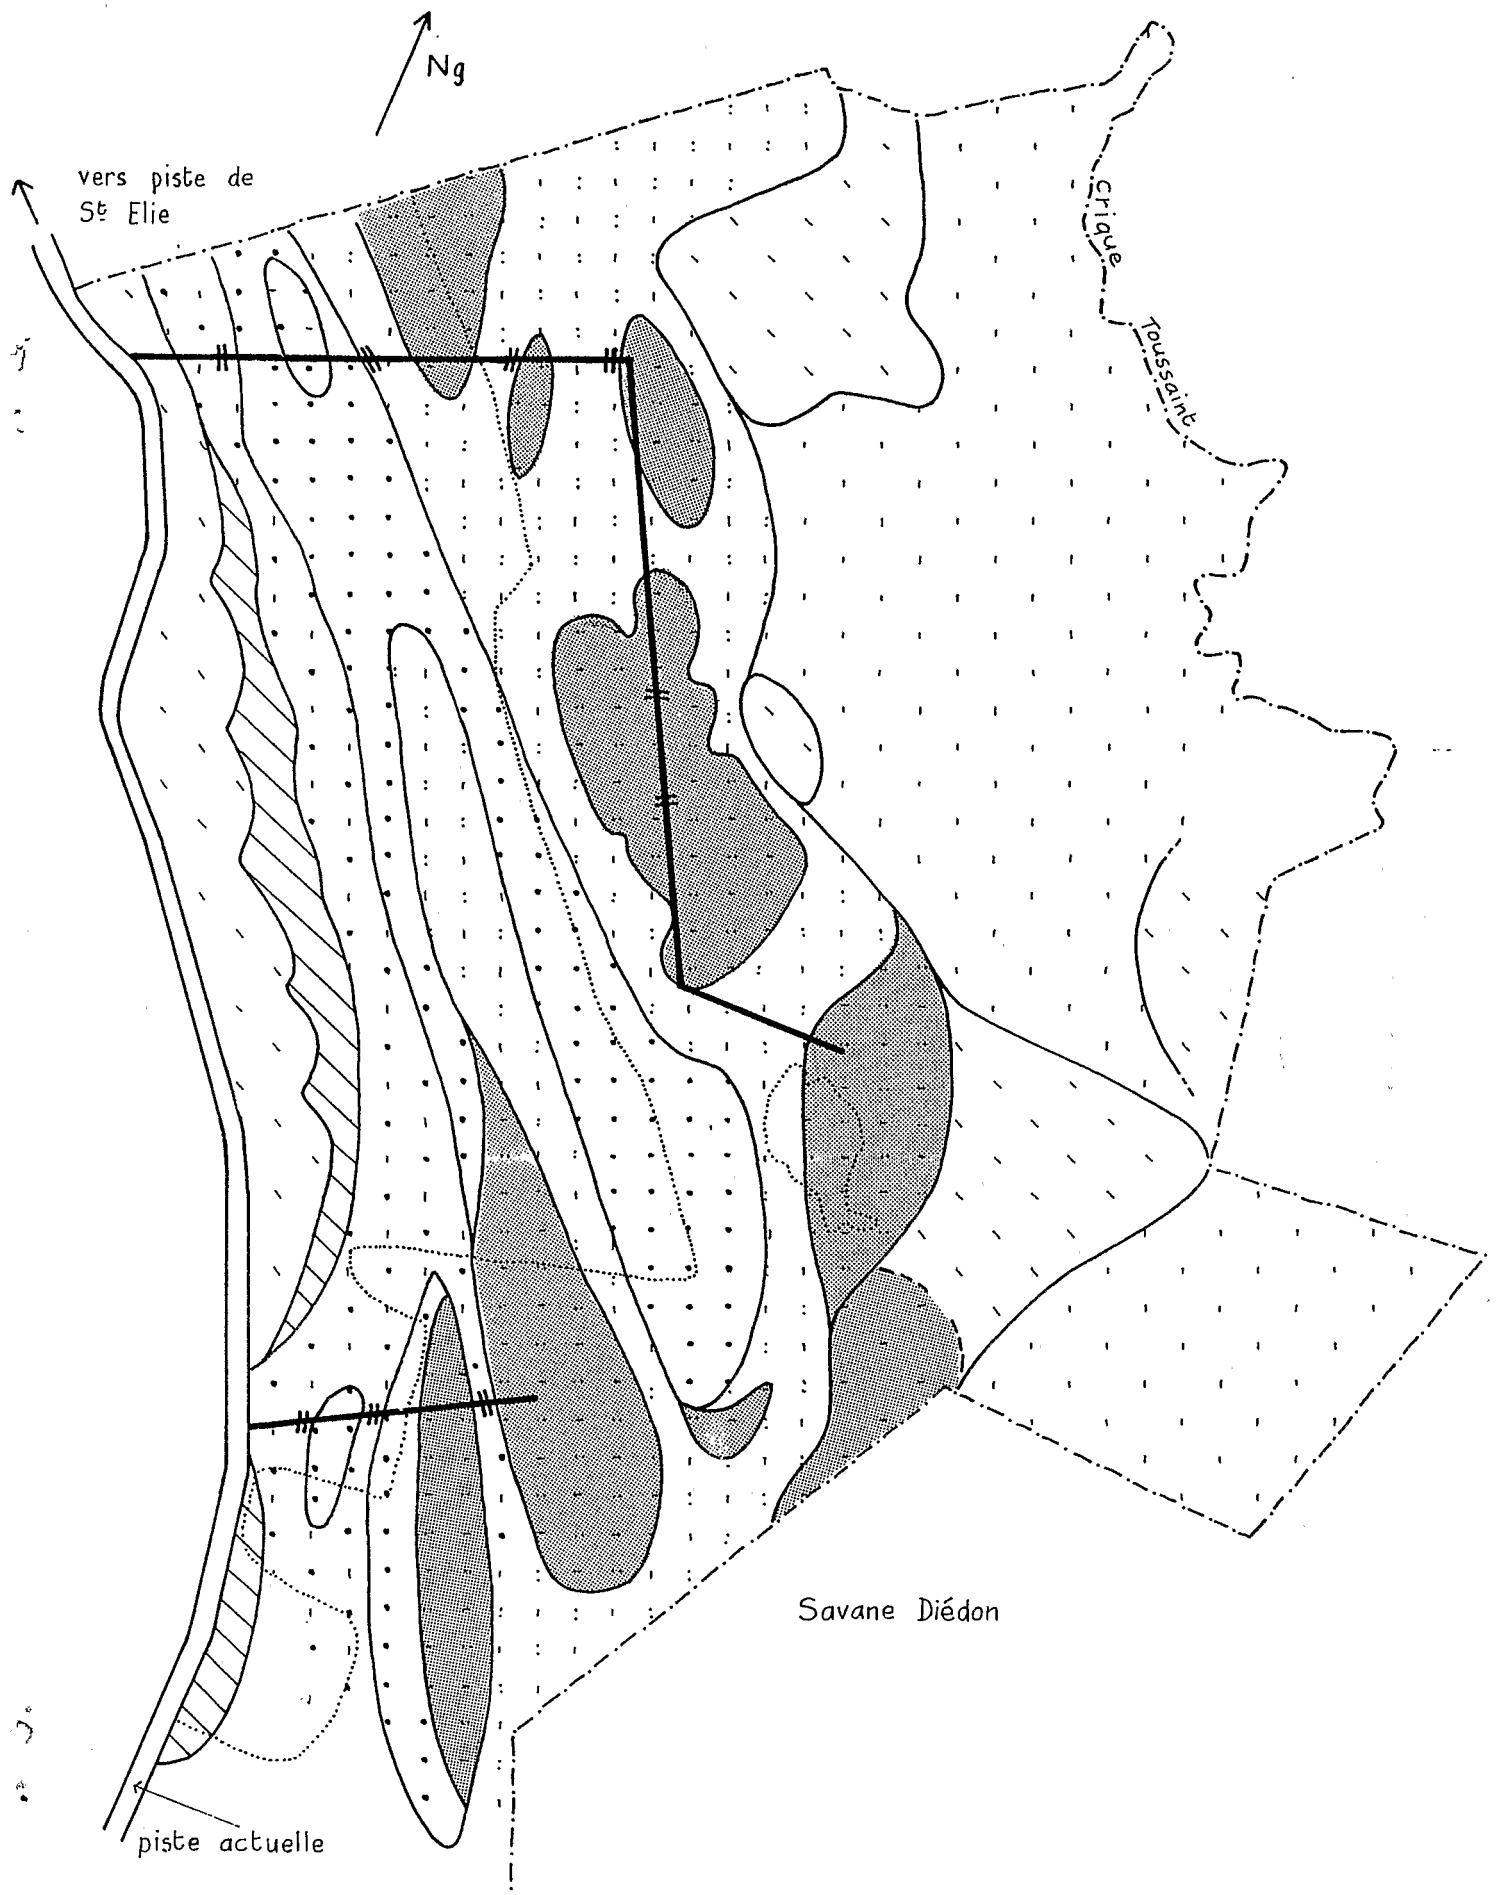 Ng
vers piste de
St Elie
Crique
Toussaint
Savane Diédon
piste actuelle